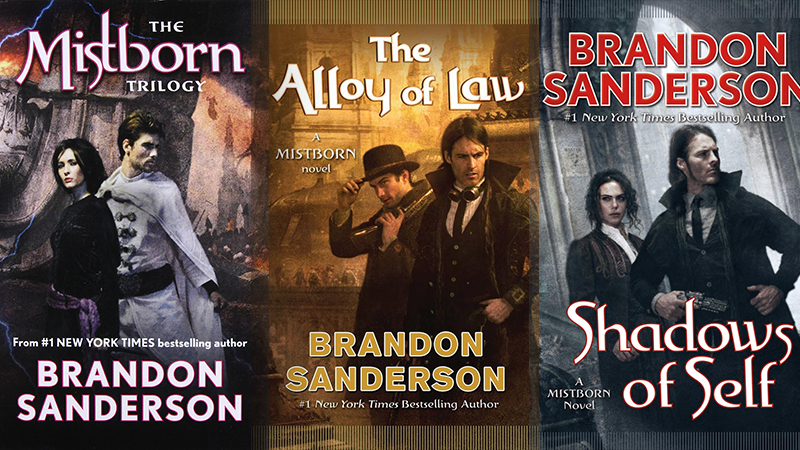 THE
Mistborn
TRILOGY
From #1 NEW YORK TIMES bestselling author
BRANDON
SANDERSON
The
Alloy of Law
A
MISTBORN
novel
BRANDON
SANDERSON
#1 New York Times Bestselling Author
BRANDON
SANDERSON
#1 New York Times Bestselling Author
Shadows
of Self
A
MISTBORN
Novel